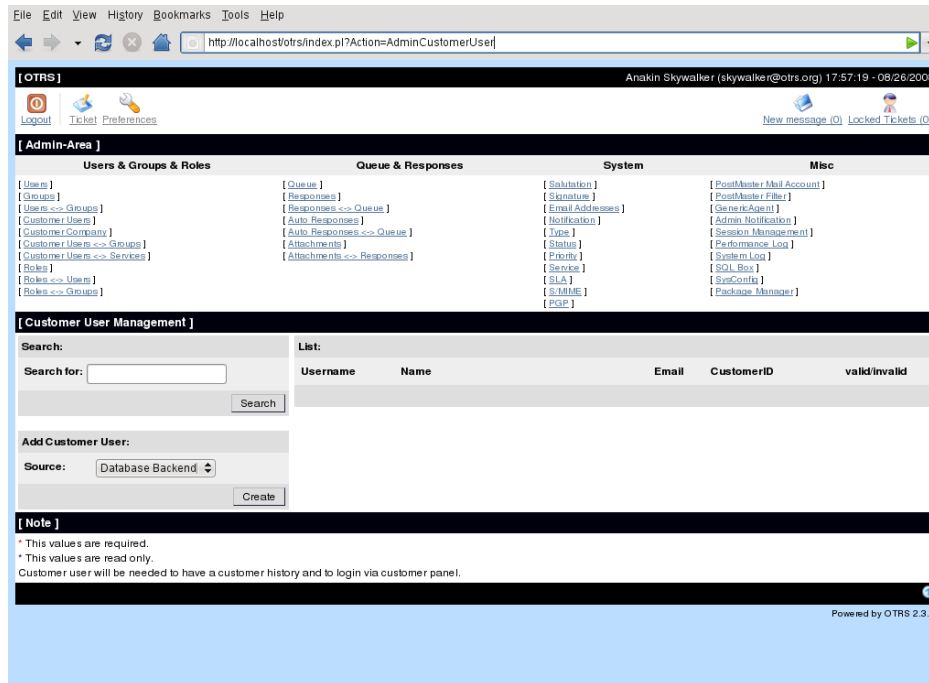 File Edit View History Bookmarks Tools Help
http://localhost/otrs/index.pl?Action=AdminCustomerUser
[ OTRS ] Anakin Skywalker (skywalker@otrs.org) 17:57:19 - 08/26/200
Logout Ticket Preferences New message (0) Locked Tickets (0
[ Admin-Area ]
Users & Groups & Roles Queue & Responses System Misc
[ Users ] [ Queue ] [ Salutation ] [ PostMaster Mail Account ]
[ Groups ] [ Responses ] [ Signature ] [ PostMaster Filter ]
[ Users <-> Groups ] [ Responses <-> Queue ] [ Email Addresses ] [ GenericAgent ]
[ Customer Users ] [ Auto Responses ] [ Notification ] [ Admin Notification ]
[ Customer Company ] [ Auto Responses <-> Queue ] [ Type ] [ Session Management ]
[ Customer Users <-> Groups ] [ Attachments ] [ Status ] [ Performance Log ]
[ Customer Users <-> Services ] [ Attachments <-> Responses ] [ Priority ] [ System Log ]
[ Roles ] [ Service ] [ SQL Box ]
[ Roles <-> Users ] [ SLA ] [ SysConfig ]
[ Roles <-> Groups ] [ S/MIME ] [ Package Manager ]
[ PGP ]
[ Customer User Management ]
Search: List:
Search for: Username Name Email CustomerID valid/invalid
Search
Add Customer User:
Source: Database Backend
Create
[ Note ]
* This values are required.
* This values are read only.
Customer user will be needed to have a customer history and to login via customer panel.
Powered by OTRS 2.3.